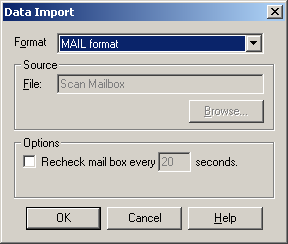 Data Import
Format MAIL format
Source
File: Scan Mailbox
Browse...
Options
Recheck mail box every 20 seconds.
OK Cancel Help